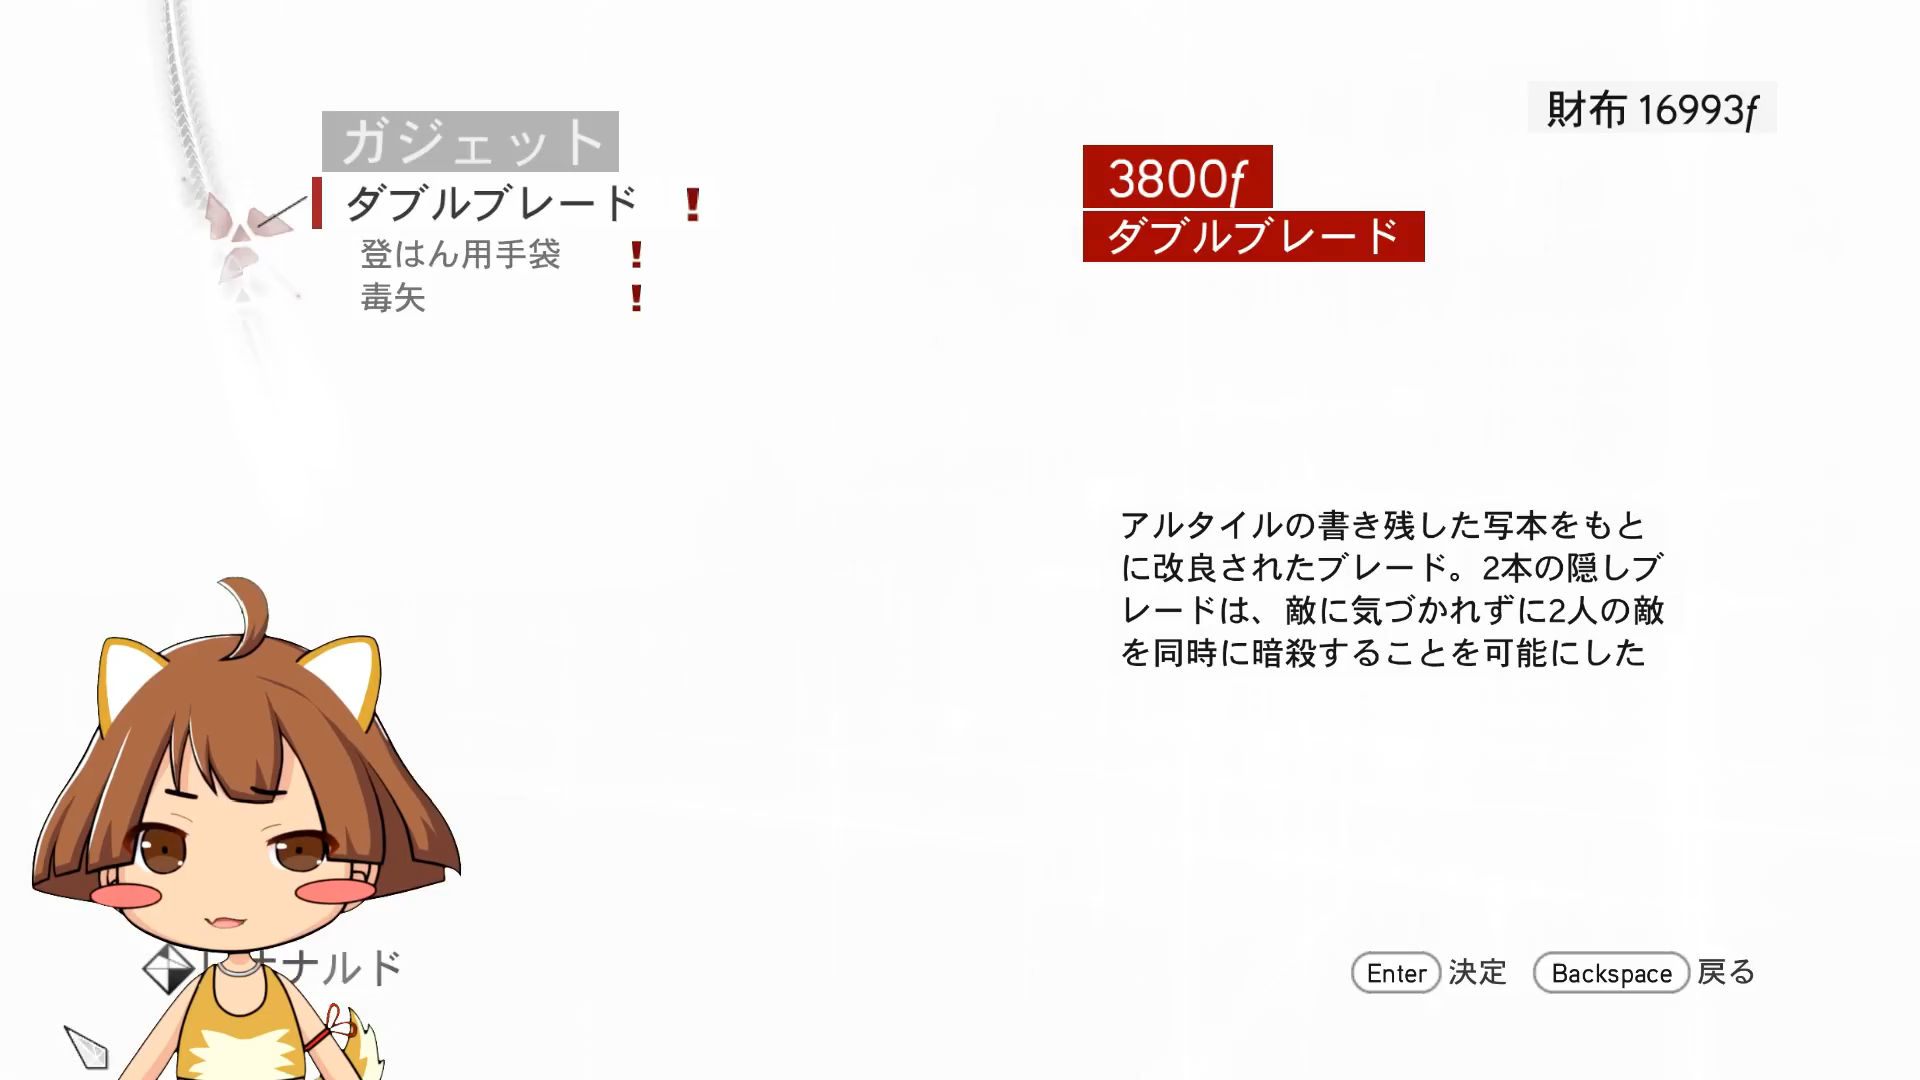 財布 16993f
ガジェット
ダブルブレード !
登はん用手袋 !
毒矢 !
3800f
ダブルブレード
アルタイルの書き残した写本をもと
に改良されたブレード。2本の隠しブ
レードは、敵に気づかれずに2人の敵
を同時に暗殺することを可能にした
ナルド
Enter 決定 Backspace 戻る